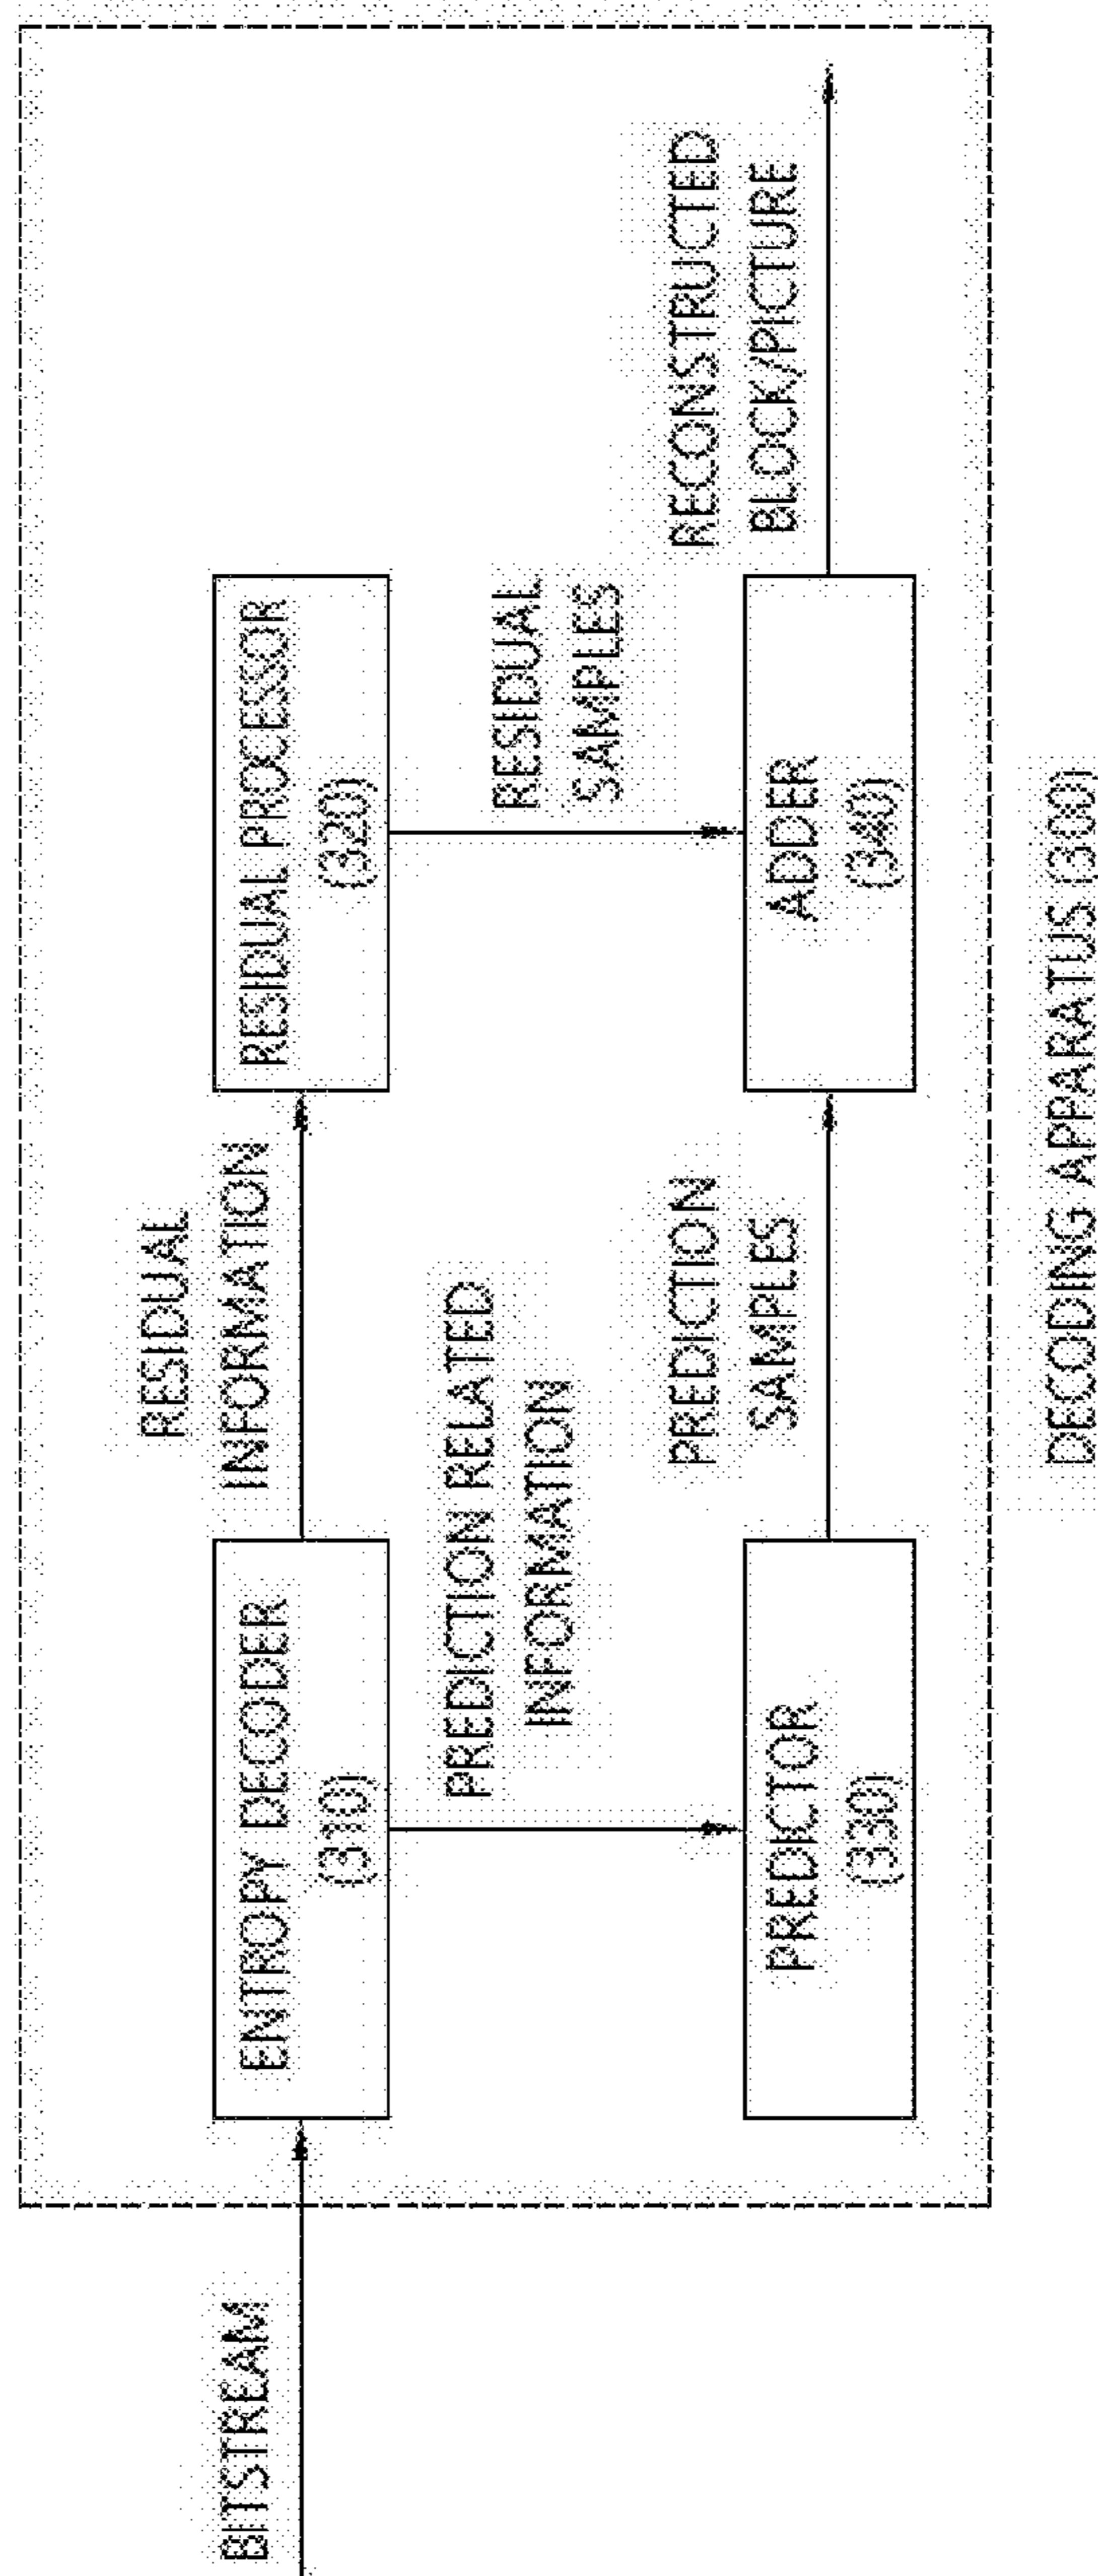 BITSTREAM
ENTROPY DECODER
(310)
RESIDUAL
INFORMATION
RESIDUAL PROCESSOR
(320)
PREDICTION RELATED
INFORMATION
RESIDUAL
SAMPLES
PREDICTOR
(330)
PREDICTION
SAMPLES
ADDER
(340)
RECONSTRUCTED
BLOCK/PICTURE
DECODING APPARATUS (300)